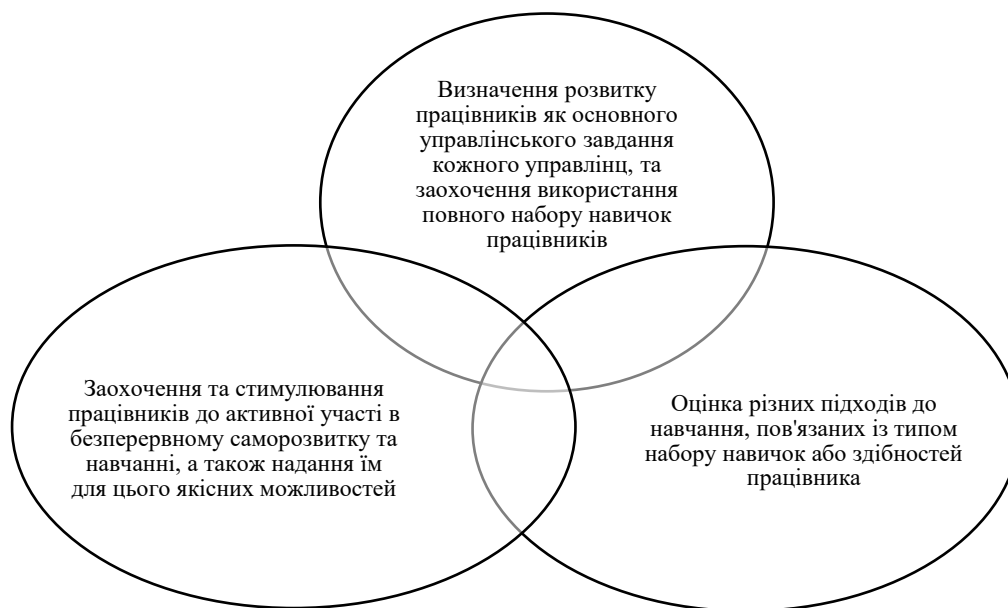 Визначення розвитку
працівників як основного
управлінського завдання
кожного управлінц, та
заохочення використання
повного набору навичок
працівників
Заохочення та стимулювання
працівників до активної участі в
безперервному саморозвитку та
навчанні, а також надання їм
для цього якісних можливостей
Оцінка різних підходів до
навчання, пов'язаних із типом
набору навичок або здібностей
працівника